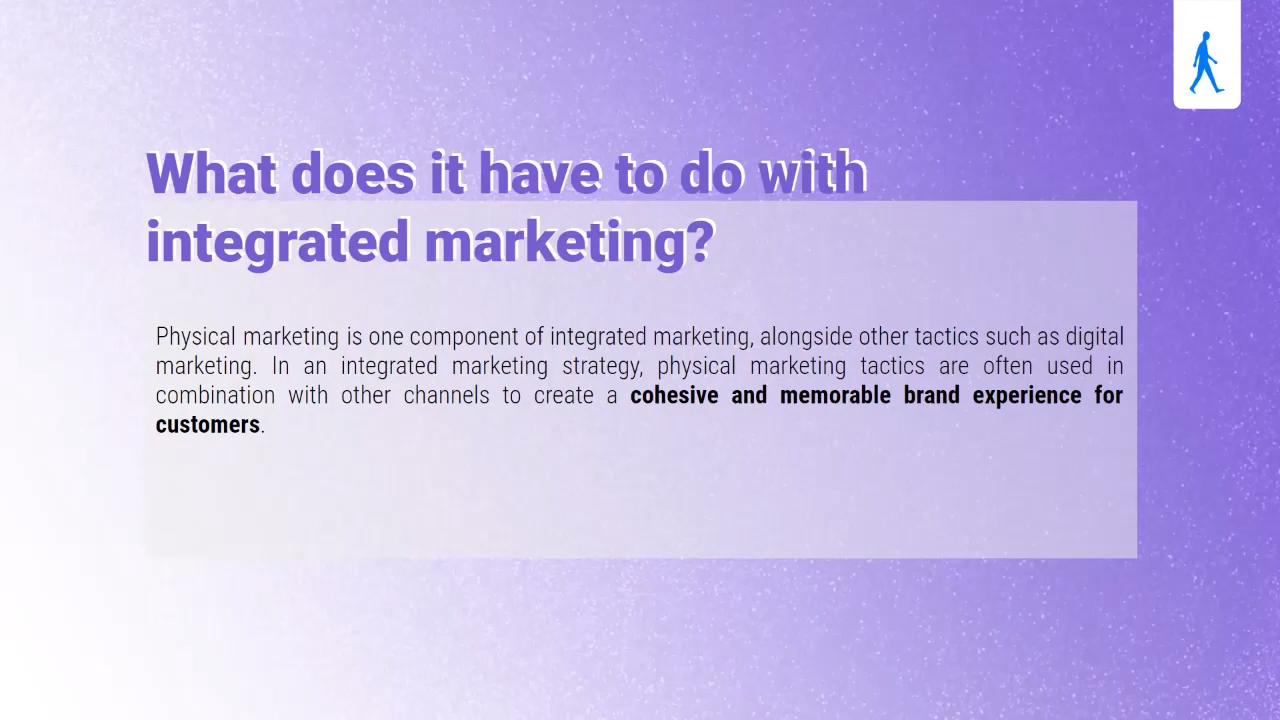 What does it have to do with
integrated marketing?
Physical marketing is one component of integrated marketing, alongside other tactics such as digital
marketing. In an integrated marketing strategy, physical marketing tactics are often used in
combination with other channels to create a cohesive and memorable brand experience for
customers.